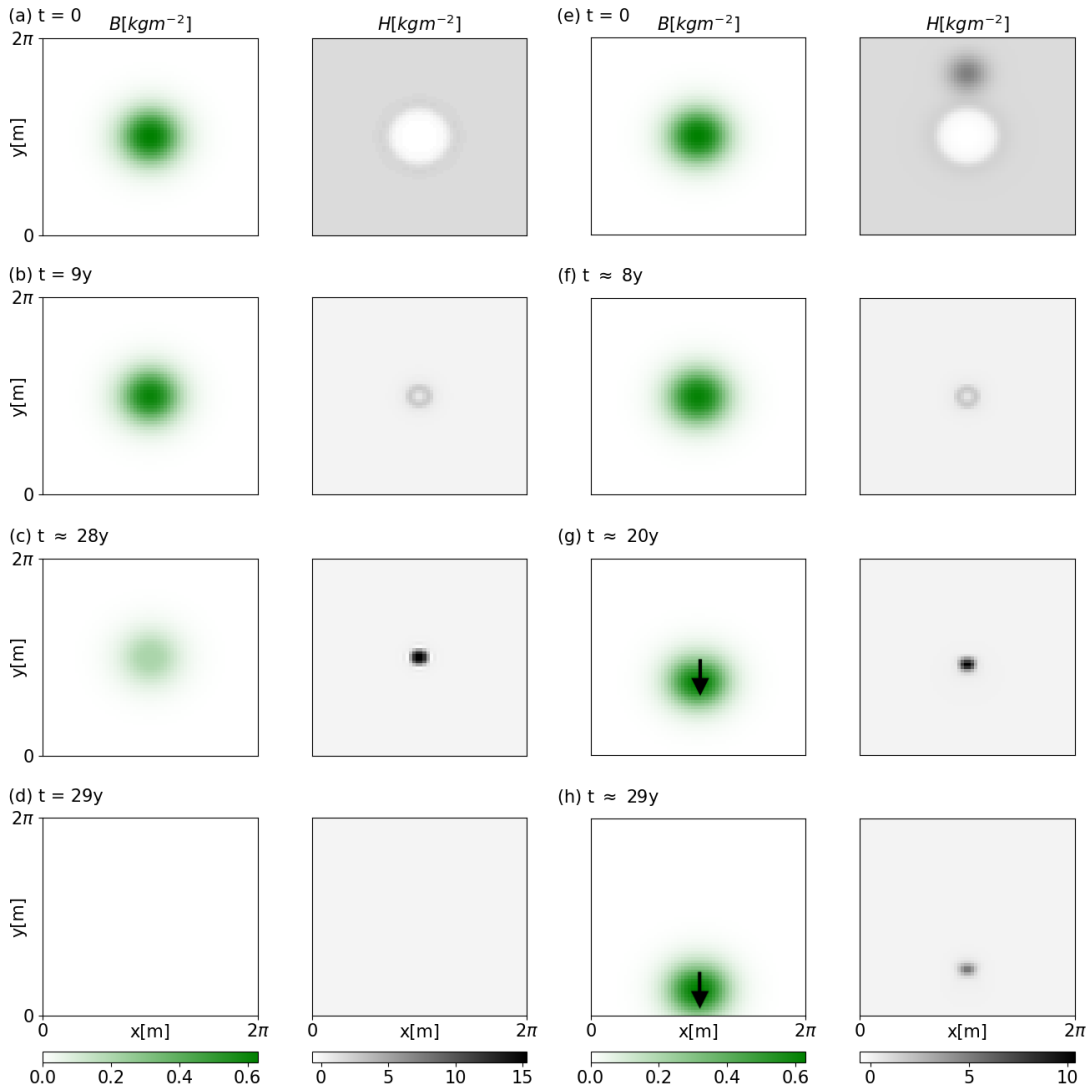 (a) t = 0
B[kgm⁻²]
H[kgm⁻²]
(e) t = 0
B[kgm⁻²]
H[kgm⁻²]
2π
y[m]
0
(b) t = 9y
(f) t ≈ 8y
2π
y[m]
0
(c) t ≈ 28y
(g) t ≈ 20y
2π
y[m]
0
(d) t = 29y
(h) t ≈ 29y
2π
y[m]
0
0 x[m] 2π
0 x[m] 2π
0 x[m] 2π
0 x[m] 2π
0.0 0.2 0.4 0.6
0 5 10 15
0.0 0.2 0.4 0.6
0 5 10